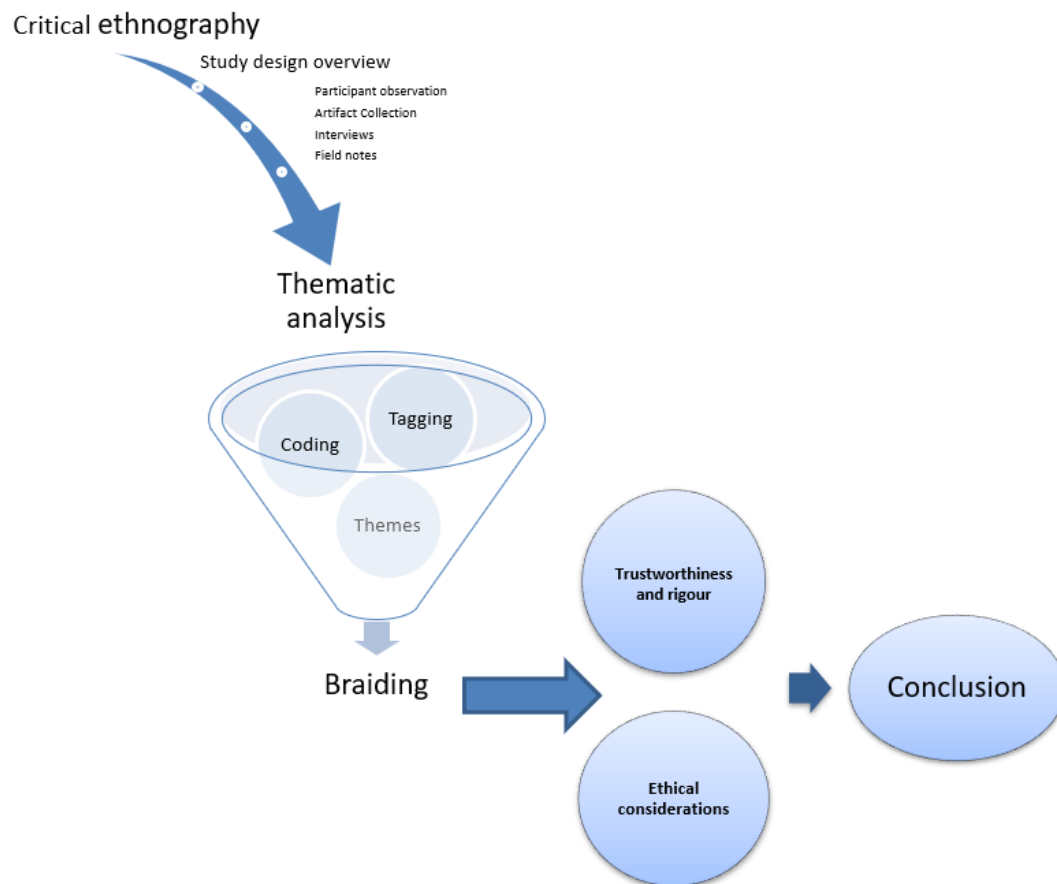 Critical ethnography
Study design overview
Participant observation
Artifact Collection
Interviews
Field notes
Thematic
analysis
Tagging
Coding
Themes
Braiding
Trustworthiness
and rigour
Ethical
considerations
Conclusion